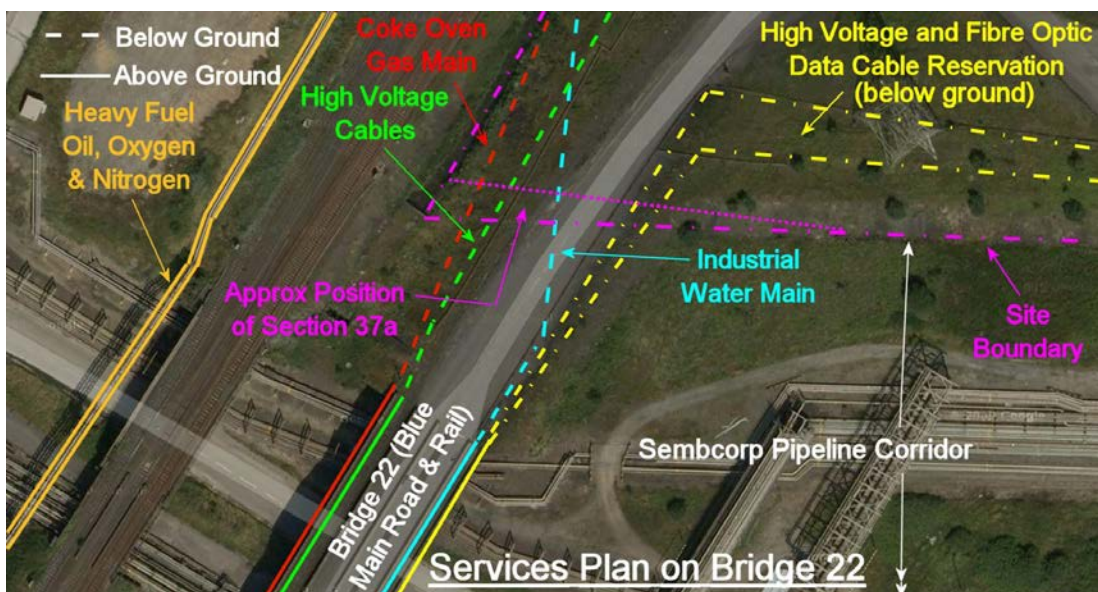 Below Ground
Above Ground
Heavy Fuel
Oil, Oxygen
& Nitrogen
Coke Oven
Gas Main
High Voltage
Cables
High Voltage and Fibre Optic
Data Cable Reservation
(below ground)
Approx Position
of Section 37a
Industrial
Water Main
Site
Boundary
Sembcorp Pipeline Corridor
Bridge 22 (Blue
Main Road & Rail)
Services Plan on Bridge 22